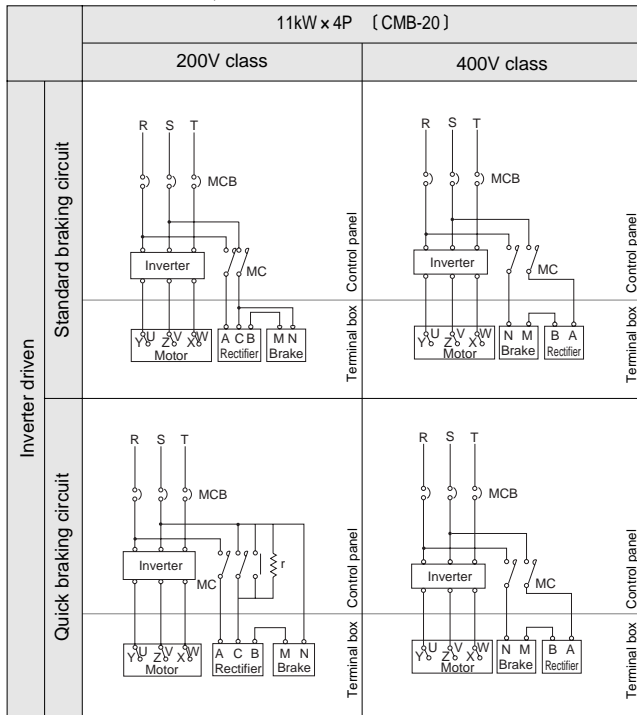 11kW × 4P 〔CMB-20〕
200V class
400V class
Inverter driven
Standard braking circuit
R S T
MCB
Inverter
MC
Control panel
Terminal box
Y U Z V X W
Motor
A C B
Rectifier
M N
Brake
R S T
MCB
Inverter
MC
Control panel
Terminal box
Y U Z V X W
Motor
N M
Brake
B A
Rectifier
Quick braking circuit
R S T
MCB
Inverter
MC
r
Control panel
Terminal box
Y U Z V X W
Motor
A C B
Rectifier
M N
Brake
R S T
MCB
Inverter
MC
Control panel
Terminal box
Y U Z V X W
Motor
N M
Brake
B A
Rectifier